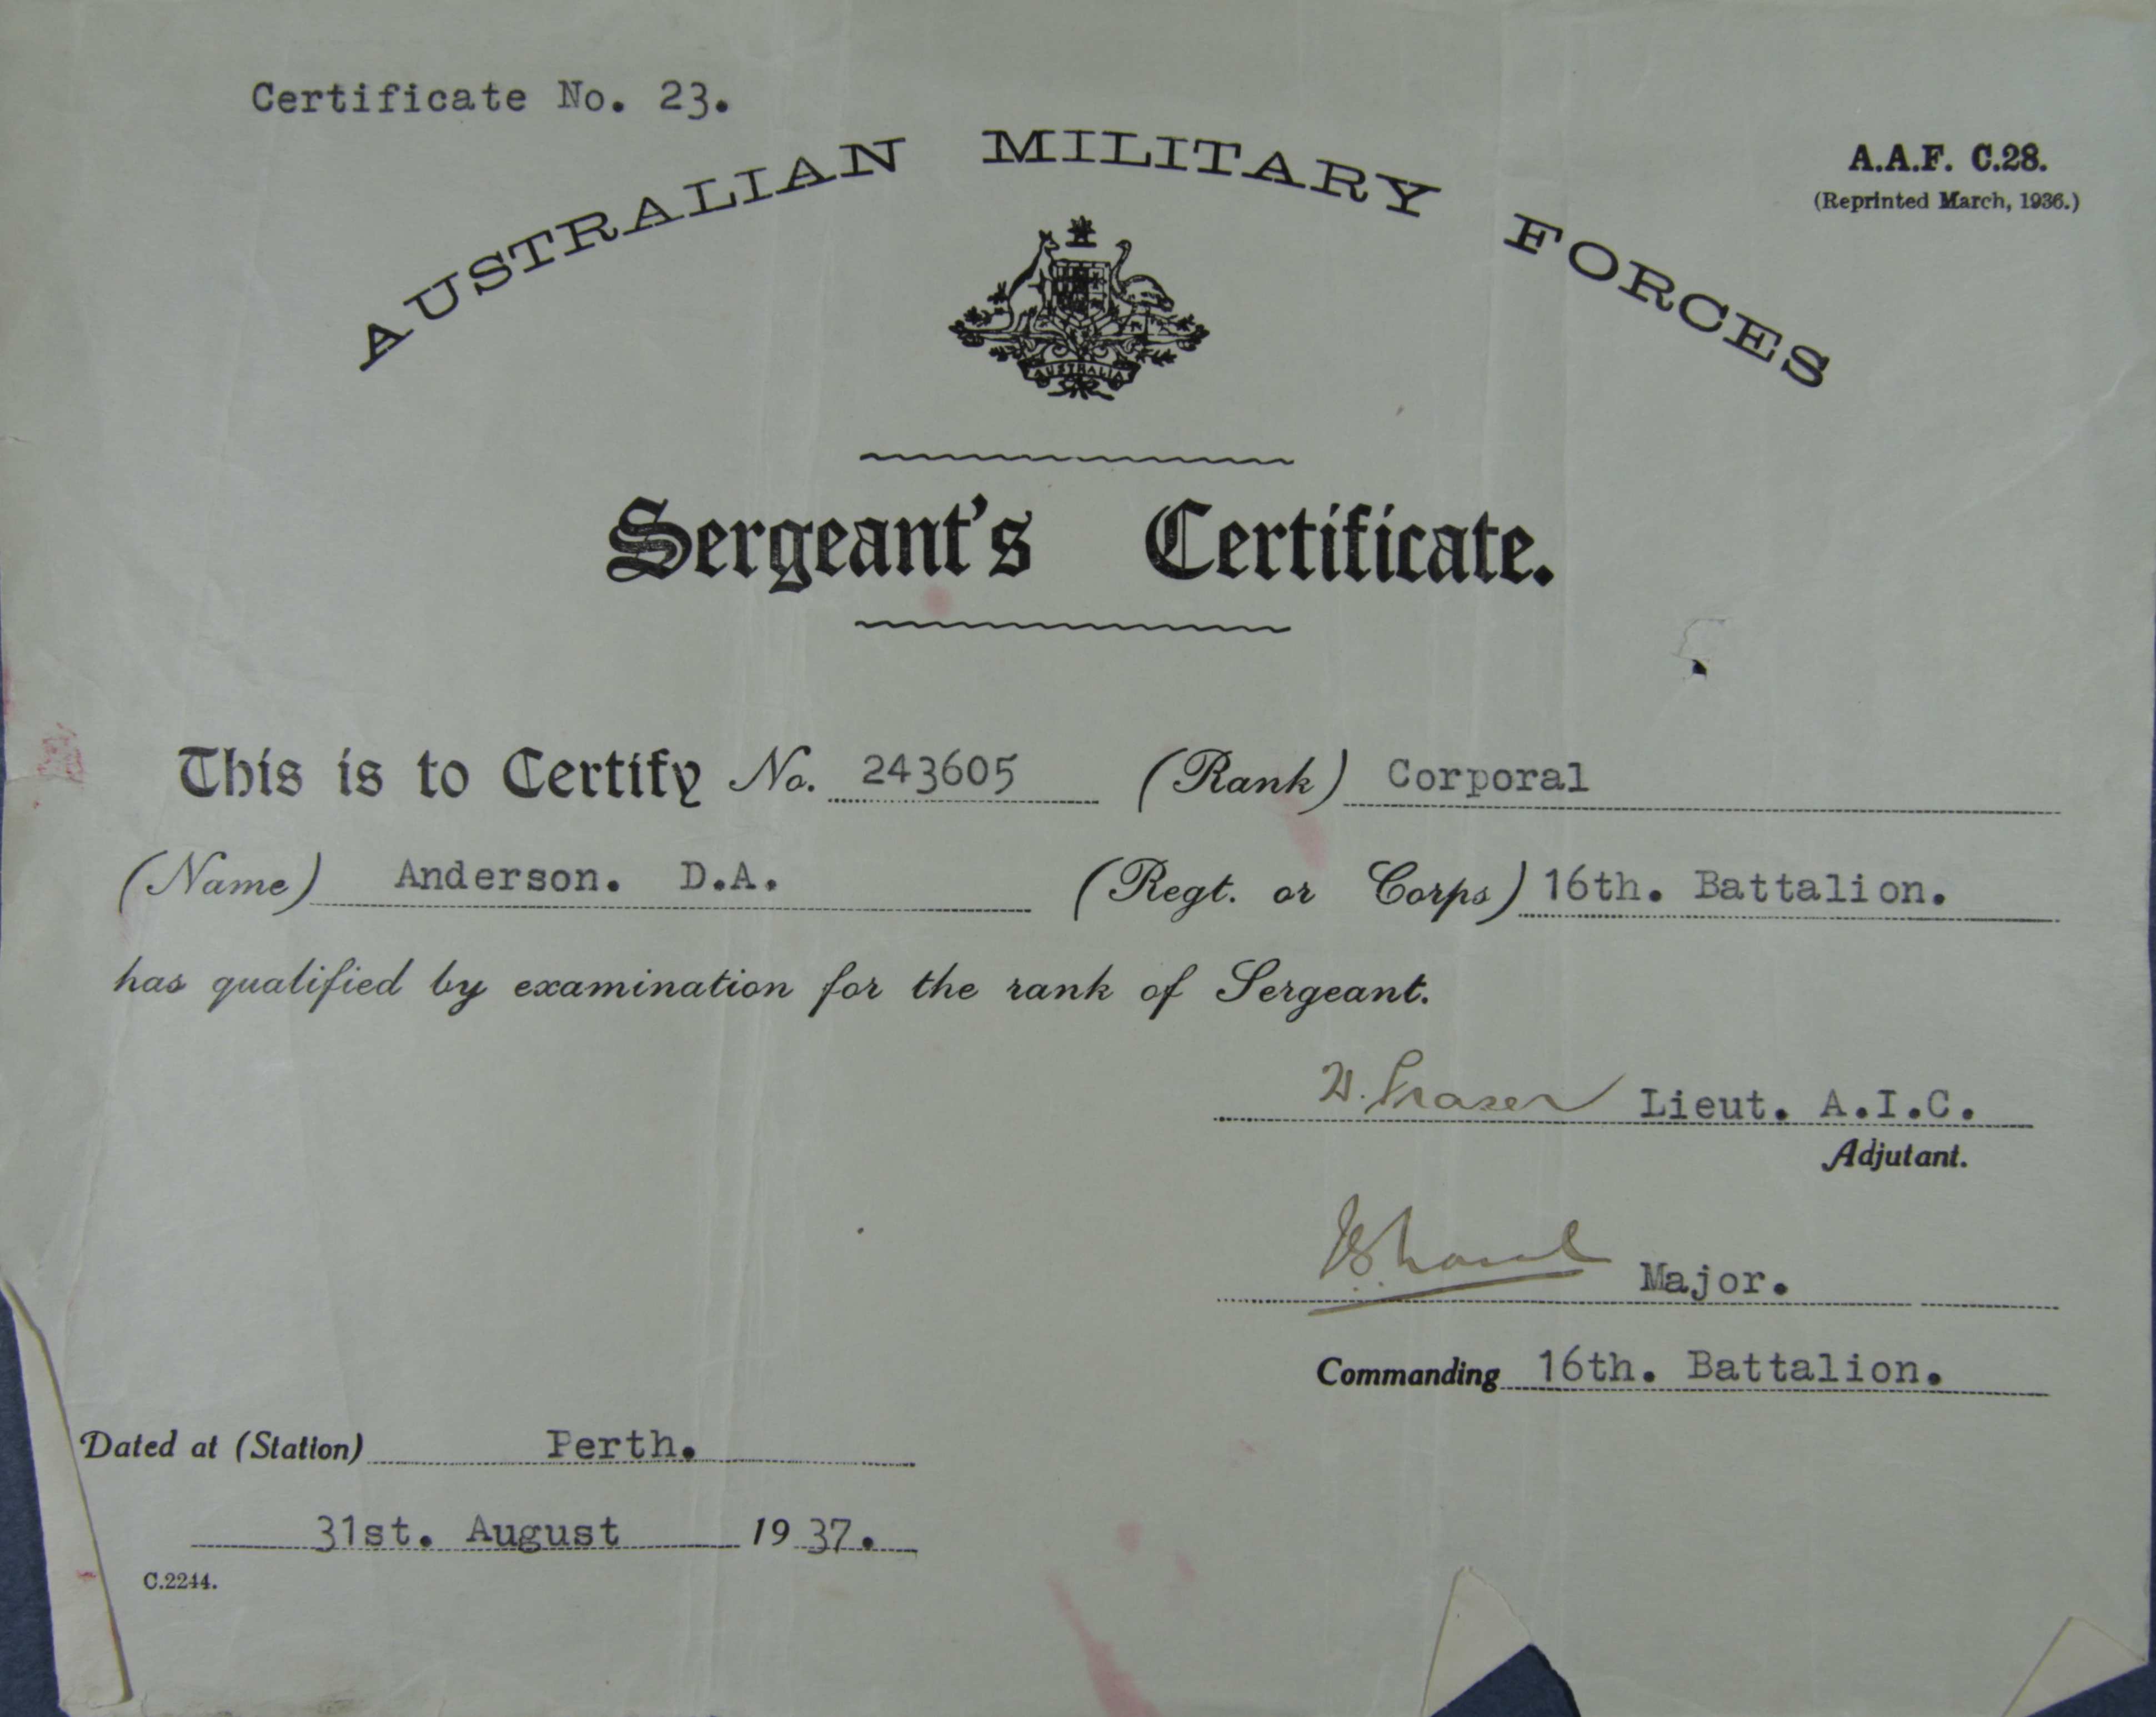 Certificate No. 23.
A.A.F. C.28.
(Reprinted March, 1936.)
AUSTRALIAN MILITARY FORCES
AUSTRALIA
Sergeant's Certificate.
This is to Certify No. 243605 (Rank) Corporal
(Name) Anderson. D.A. (Regt. or Corps) 16th. Battalion.
has qualified by examination for the rank of Sergeant.
W. Fraser Lieut. A.I.C.
Adjutant.
Major.
Commanding 16th. Battalion.
Dated at (Station) Perth.
31st. August 1937.
C.2244.